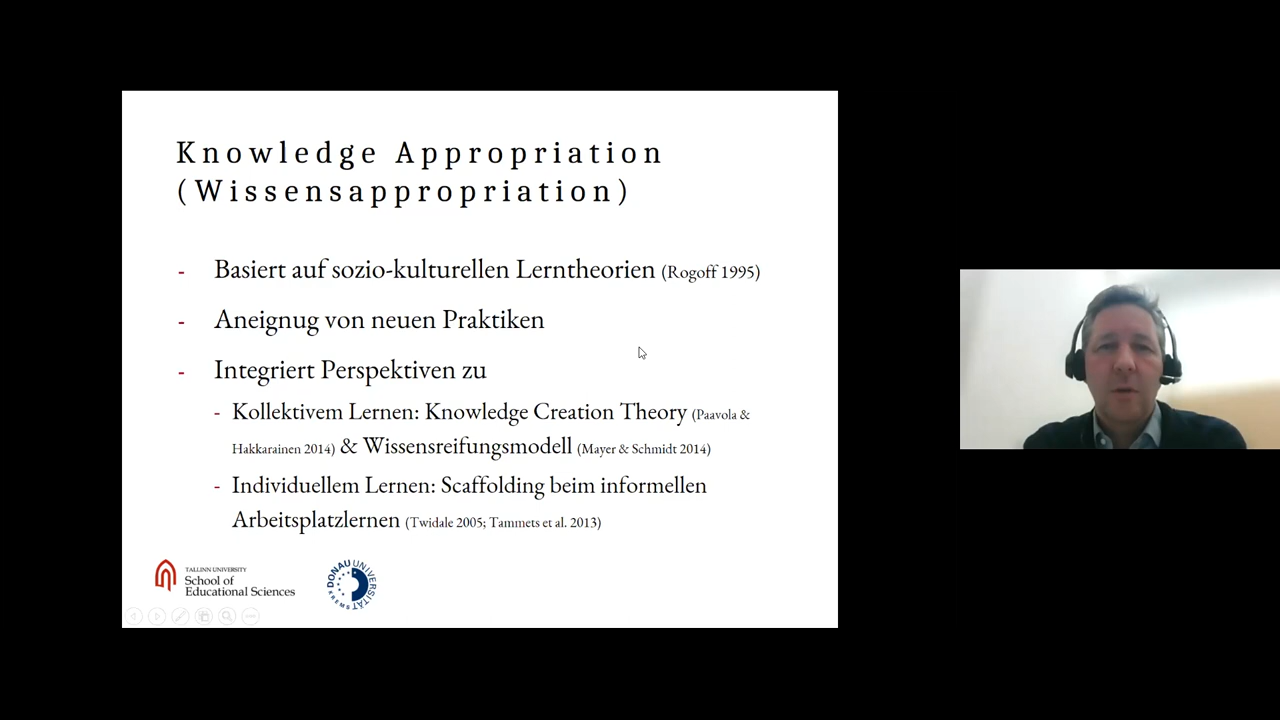 Knowledge Appropriation
(Wissensappropriation)
- Basiert auf sozio-kulturellen Lerntheorien (Rogoff 1995)
- Aneignug von neuen Praktiken
- Integriert Perspektiven zu
- Kollektivem Lernen: Knowledge Creation Theory (Paavola &
Hakkarainen 2014) & Wissensreifungsmodell (Mayer & Schmidt 2014)
- Individuellem Lernen: Scaffolding beim informellen
Arbeitsplatzlernen (Twidale 2005; Tammets et al. 2013)
TALLINN UNIVERSITY
School of
Educational Sciences
DONAU UNIVERSITÄT
KREMS